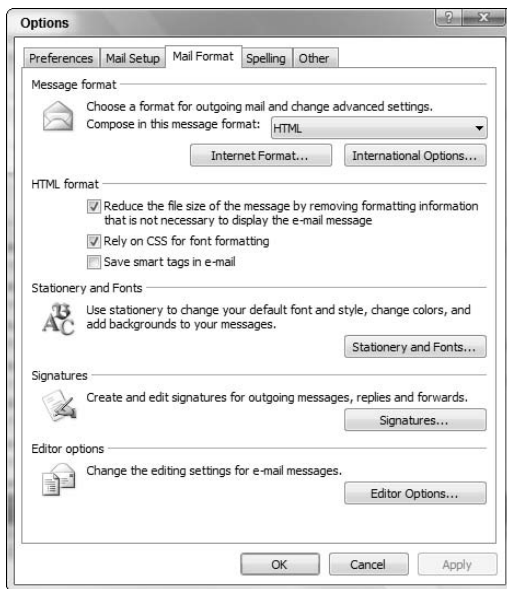 Options
Preferences Mail Setup Mail Format Spelling Other
Message format
Choose a format for outgoing mail and change advanced settings.
Compose in this message format: HTML
Internet Format... International Options...
HTML format
Reduce the file size of the message by removing formatting information
that is not necessary to display the e-mail message
Rely on CSS for font formatting
Save smart tags in e-mail
Stationery and Fonts
Use stationery to change your default font and style, change colors, and
add backgrounds to your messages.
Stationery and Fonts...
Signatures
Create and edit signatures for outgoing messages, replies and forwards.
Signatures...
Editor options
Change the editing settings for e-mail messages.
Editor Options...
OK Cancel Apply